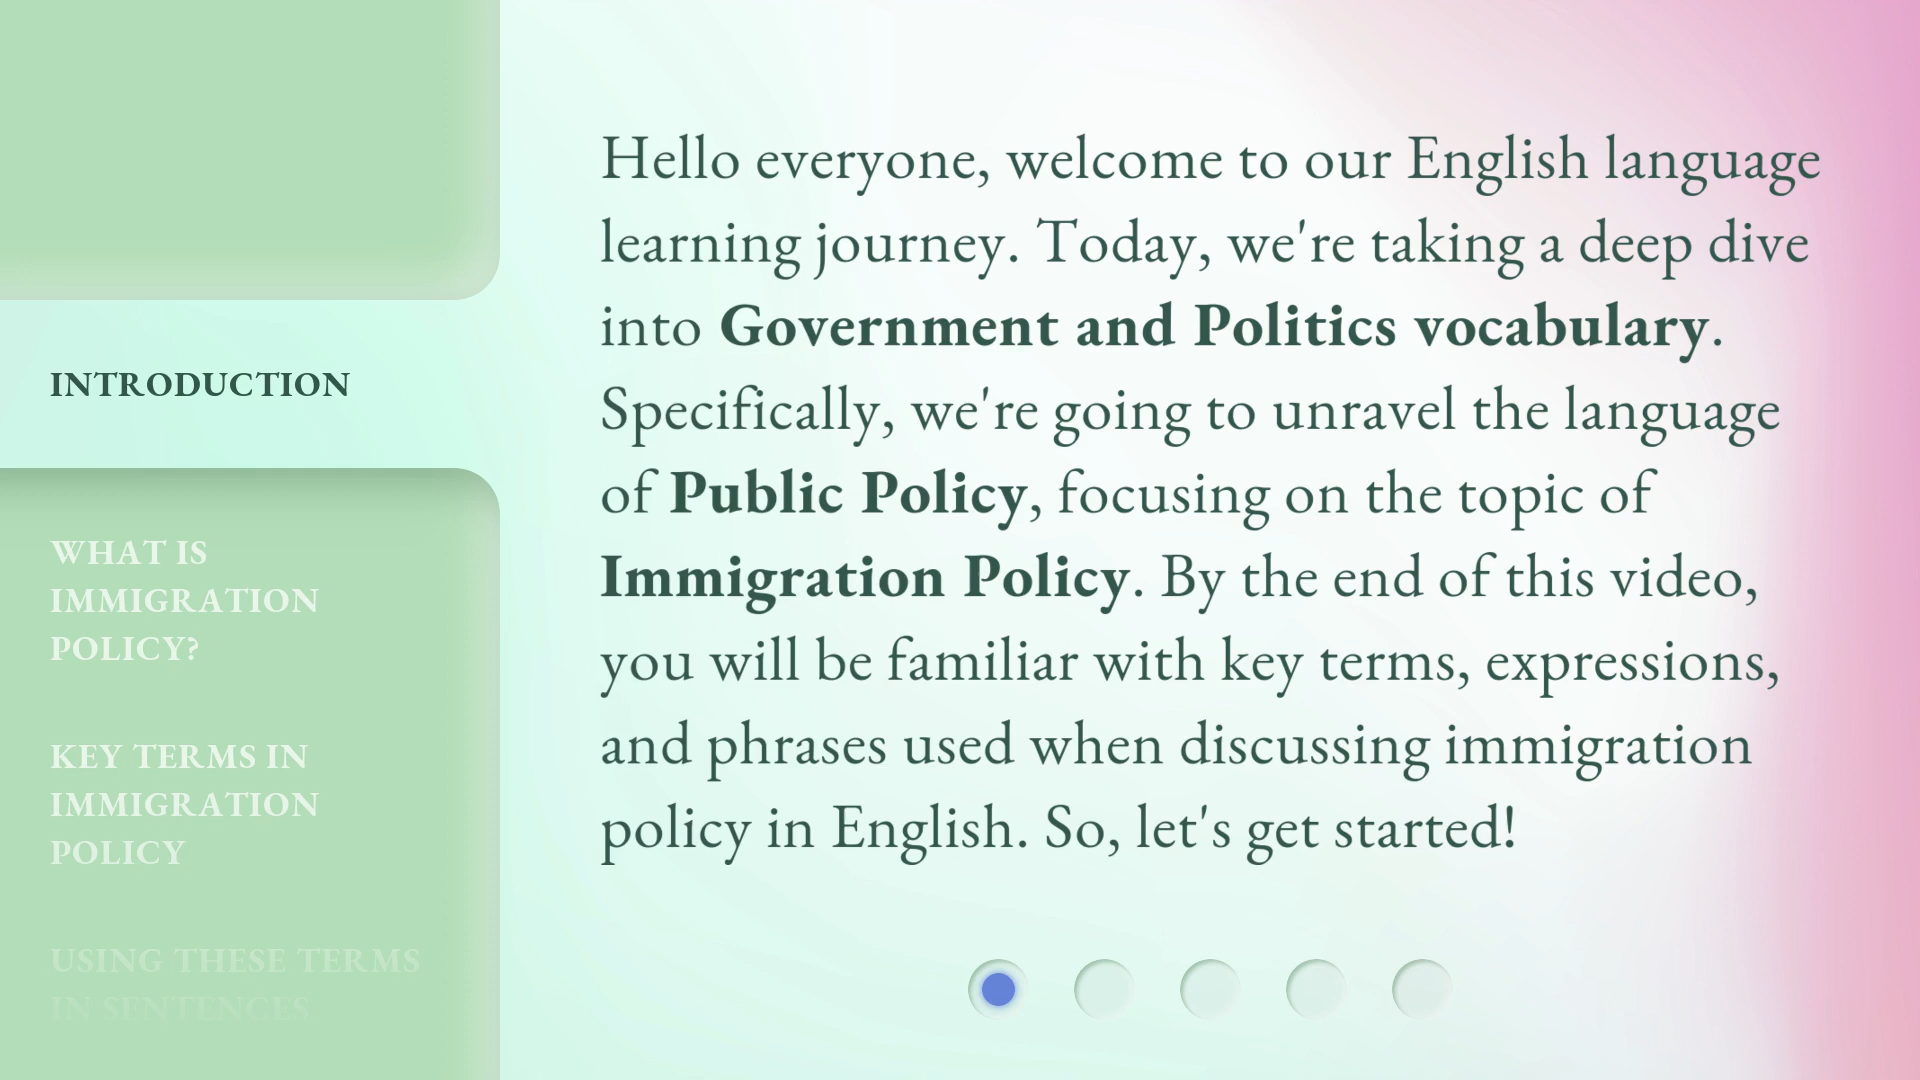 INTRODUCTION
WHAT IS
IMMIGRATION
POLICY?
KEY TERMS IN
IMMIGRATION
POLICY
USING THESE TERMS
IN SENTENCES
Hello everyone, welcome to our English language
learning journey. Today, we're taking a deep dive
into Government and Politics vocabulary.
Specifically, we're going to unravel the language
of Public Policy, focusing on the topic of
Immigration Policy. By the end of this video,
you will be familiar with key terms, expressions,
and phrases used when discussing immigration
policy in English. So, let's get started!